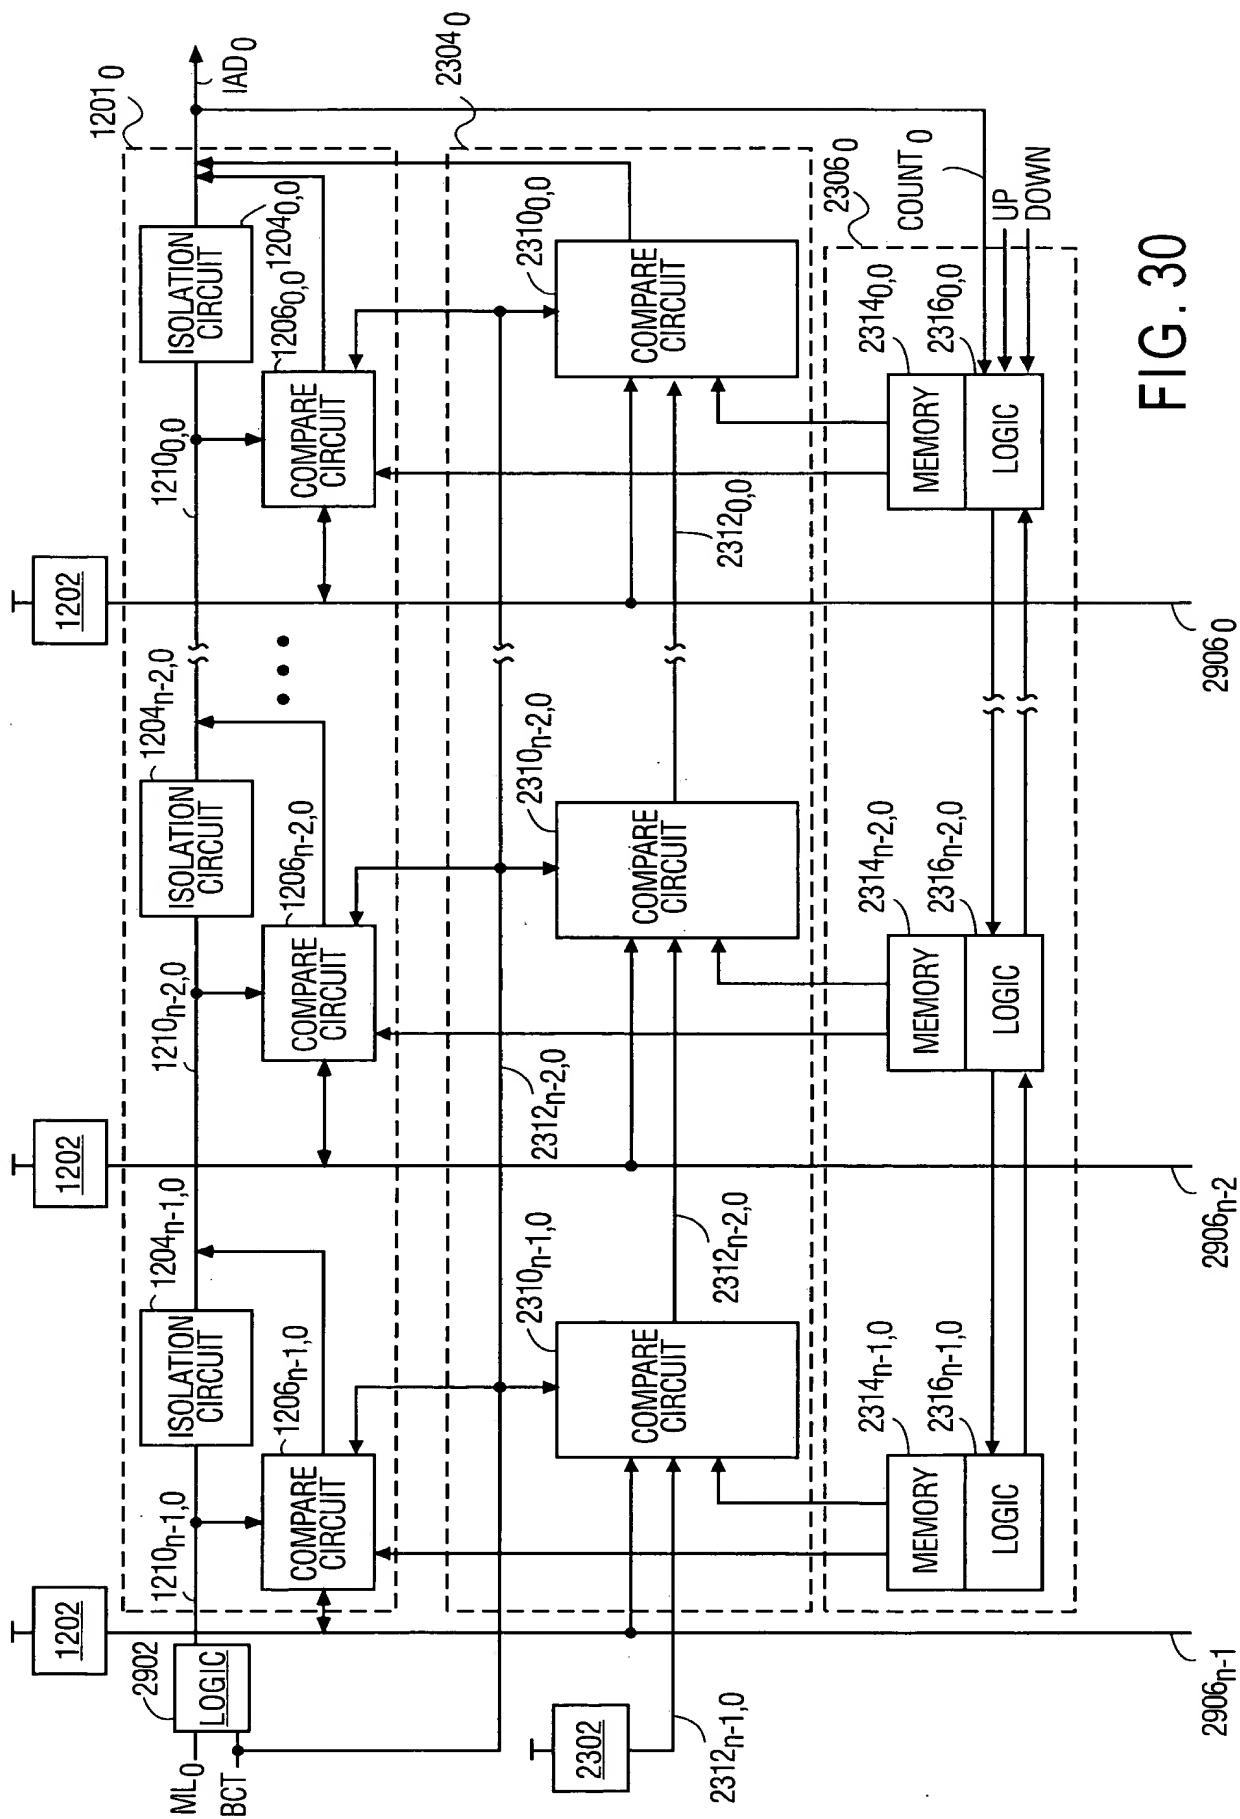 1201₀
IAD₀
2304₀
ISOLATION
CIRCUIT
1204₀,₀
1206₀,₀
COMPARE
CIRCUIT
1210₀,₀
1202
1204n-2,0
ISOLATION
CIRCUIT
1206n-2,0
COMPARE
CIRCUIT
1210n-2,0
1202
1204n-1,0
ISOLATION
CIRCUIT
1206n-1,0
COMPARE
CIRCUIT
1210n-1,0
1202
2902
LOGIC
ML₀
BCT
2310₀,₀
COMPARE
CIRCUIT
2312₀,₀
2310n-2,0
COMPARE
CIRCUIT
2312n-2,0
2310n-1,0
COMPARE
CIRCUIT
2312n-2,0
2302
2312n-1,0
2306₀
COUNT₀
UP
DOWN
2314₀,₀
2316₀,₀
MEMORY
LOGIC
2314n-2,0
2316n-2,0
MEMORY
LOGIC
2314n-1,0
2316n-1,0
MEMORY
LOGIC
2906₀
2906n-2
2906n-1
FIG. 30